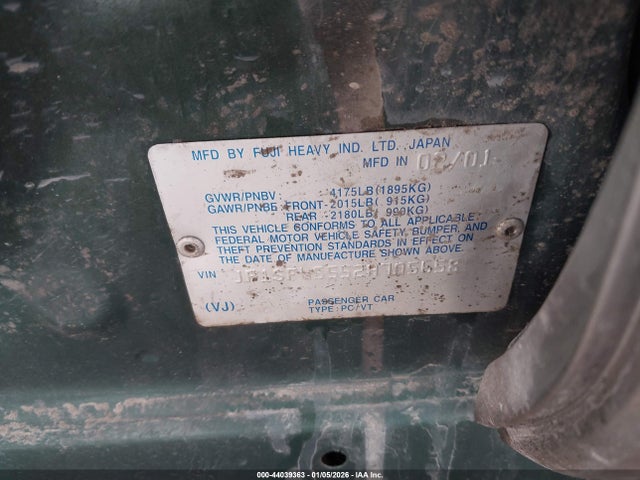 MFD BY FUJI HEAVY IND. LTD. JAPAN
MFD IN 02/01
GVWR/PNBV 4175LB(1895KG)
GAWR/PNBE FRONT-2015LB( 915KG)
REAR -2180LB( 990KG)
THIS VEHICLE CONFORMS TO ALL APPLICABLE
FEDERAL MOTOR VEHICLE SAFETY, BUMPER, AND
THEFT PREVENTION STANDARDS IN EFFECT ON
THE DATE OF MANUFACTURE SHOWN ABOVE.
VIN
(VJ)
PASSENGER CAR
TYPE: PC/VT
000-44039363 - 01/05/2026 - IAAI.COM